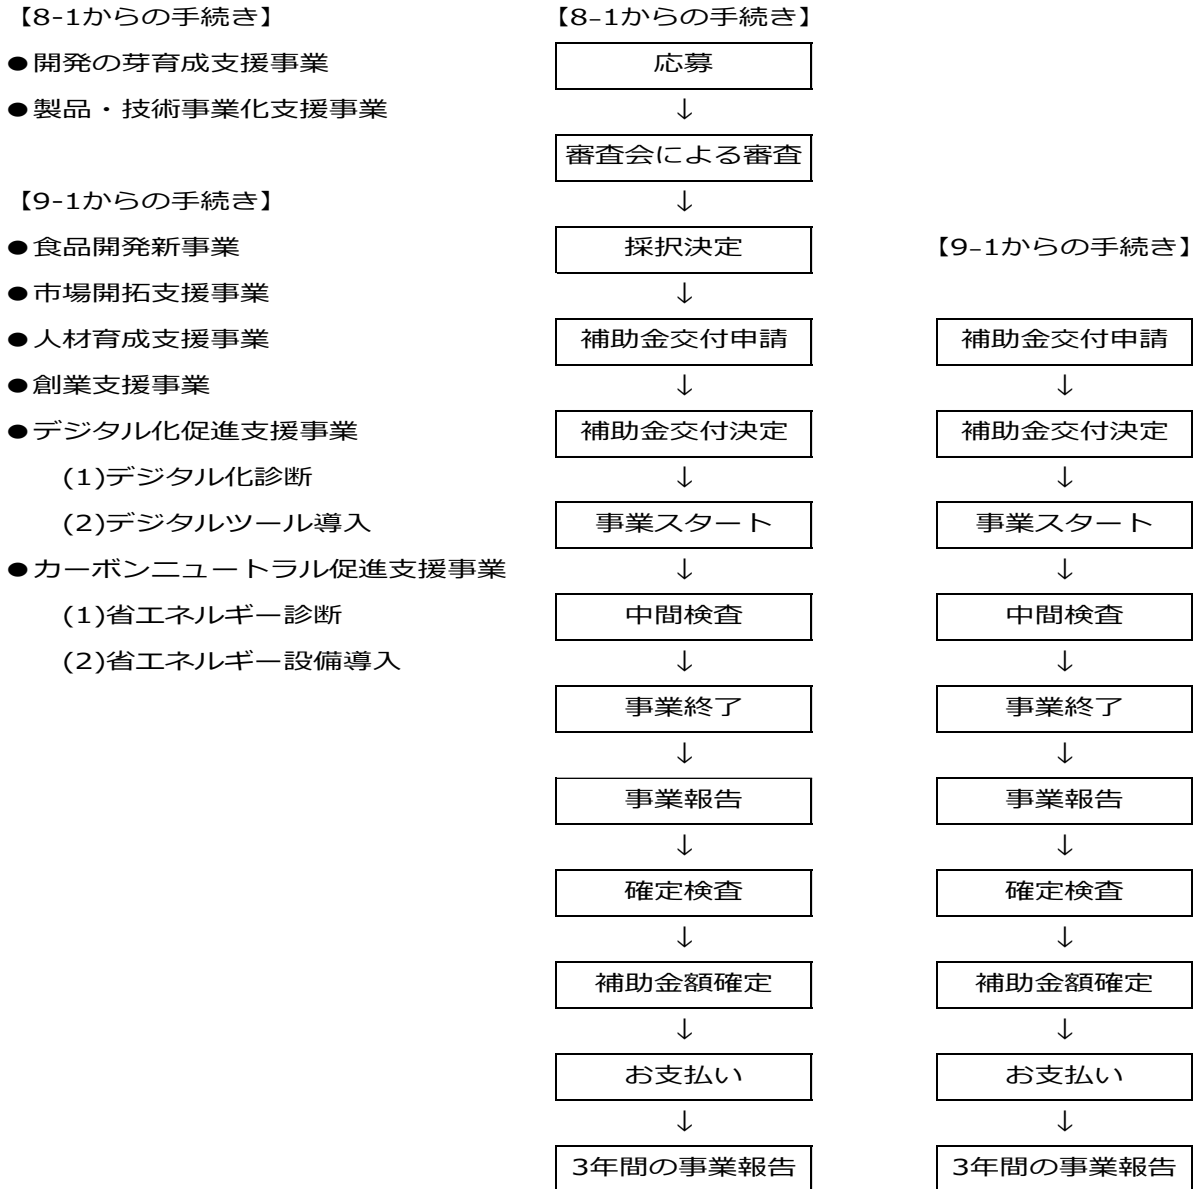 【8-1からの手続き】
●開発の芽育成支援事業
●製品・技術事業化支援事業
【9-1からの手続き】
●食品開発新事業
●市場開拓支援事業
●人材育成支援事業
●創業支援事業
●デジタル化促進支援事業
(1)デジタル化診断
(2)デジタルツール導入
●カーボンニュートラル促進支援事業
(1)省エネルギー診断
(2)省エネルギー設備導入
【8-1からの手続き】
応募
↓
審査会による審査
↓
採択決定
↓
補助金交付申請
↓
補助金交付決定
↓
事業スタート
↓
中間検査
↓
事業終了
↓
事業報告
↓
確定検査
↓
補助金額確定
↓
お支払い
↓
3年間の事業報告
【9-1からの手続き】
補助金交付申請
↓
補助金交付決定
↓
事業スタート
↓
中間検査
↓
事業終了
↓
事業報告
↓
確定検査
↓
補助金額確定
↓
お支払い
↓
3年間の事業報告